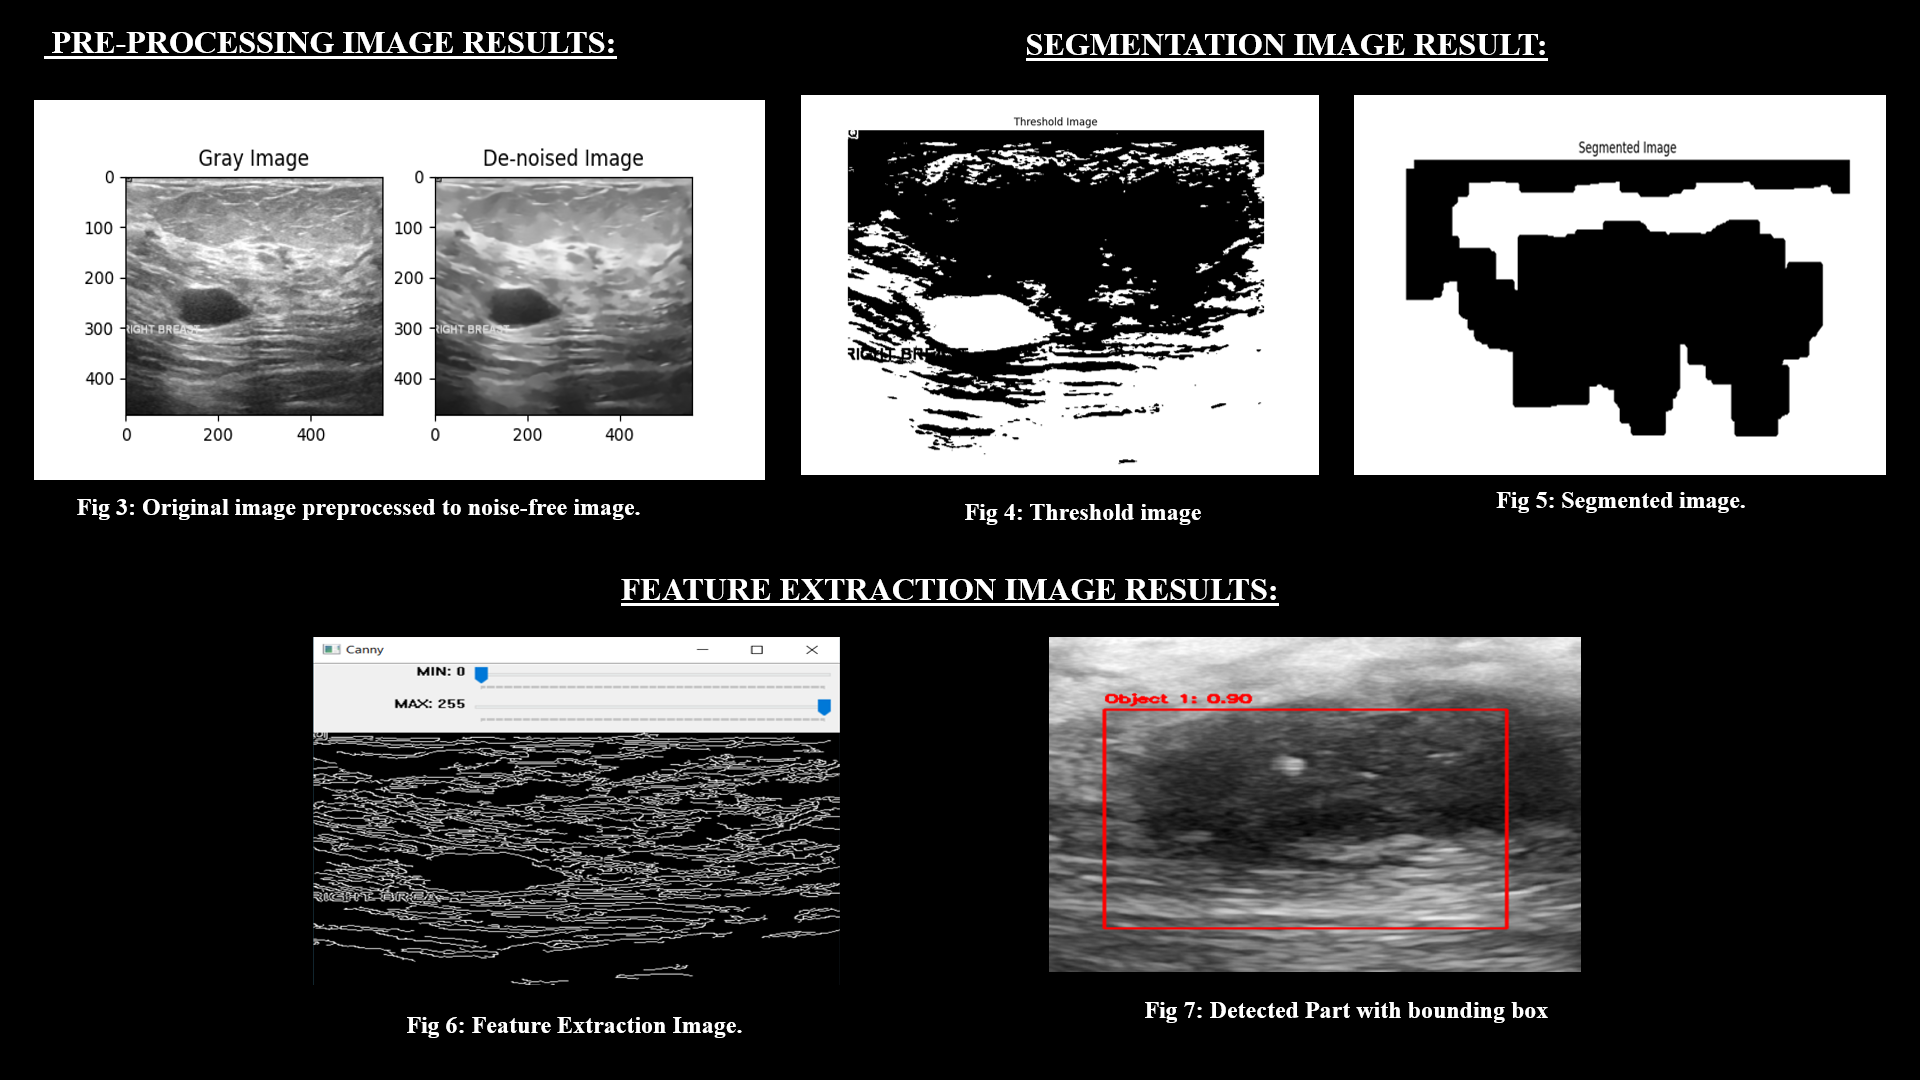 PRE-PROCESSING IMAGE RESULTS:
SEGMENTATION IMAGE RESULT:
Gray Image
De-noised Image
0
100
200
300
400
0
200
400
RIGHT BREAST
0
100
200
300
400
0
200
400
RIGHT BREAST
Threshold Image
RIGHT BREAST
Segmented Image
Fig 3: Original image preprocessed to noise-free image.
Fig 4: Threshold image
Fig 5: Segmented image.
FEATURE EXTRACTION IMAGE RESULTS:
Canny
MIN: 0
MAX: 255
RIGHT BREA
Object 1: 0.90
Fig 6: Feature Extraction Image.
Fig 7: Detected Part with bounding box